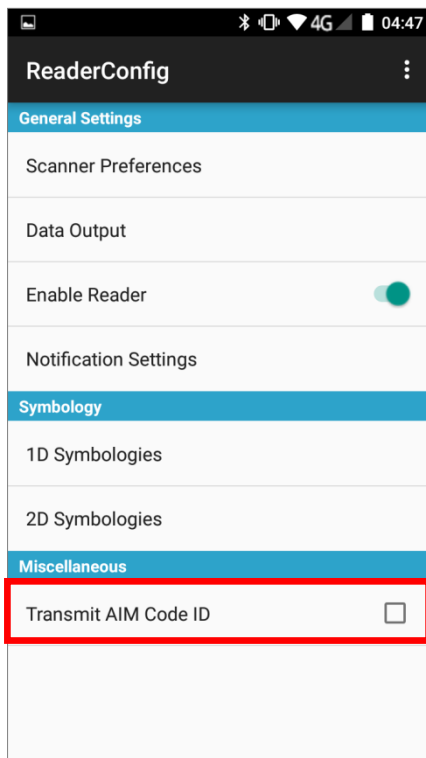 4G 04:47
ReaderConfig
General Settings
Scanner Preferences
Data Output
Enable Reader
Notification Settings
Symbology
1D Symbologies
2D Symbologies
Miscellaneous
Transmit AIM Code ID